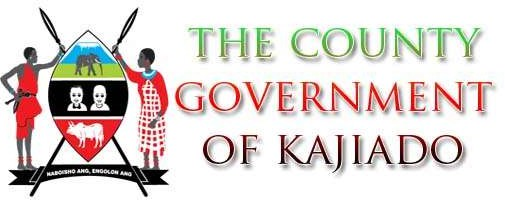 THE COUNTY
GOVERNMENT
OF KAJIADO
NABOISHO ANG, ENGOLON ANG